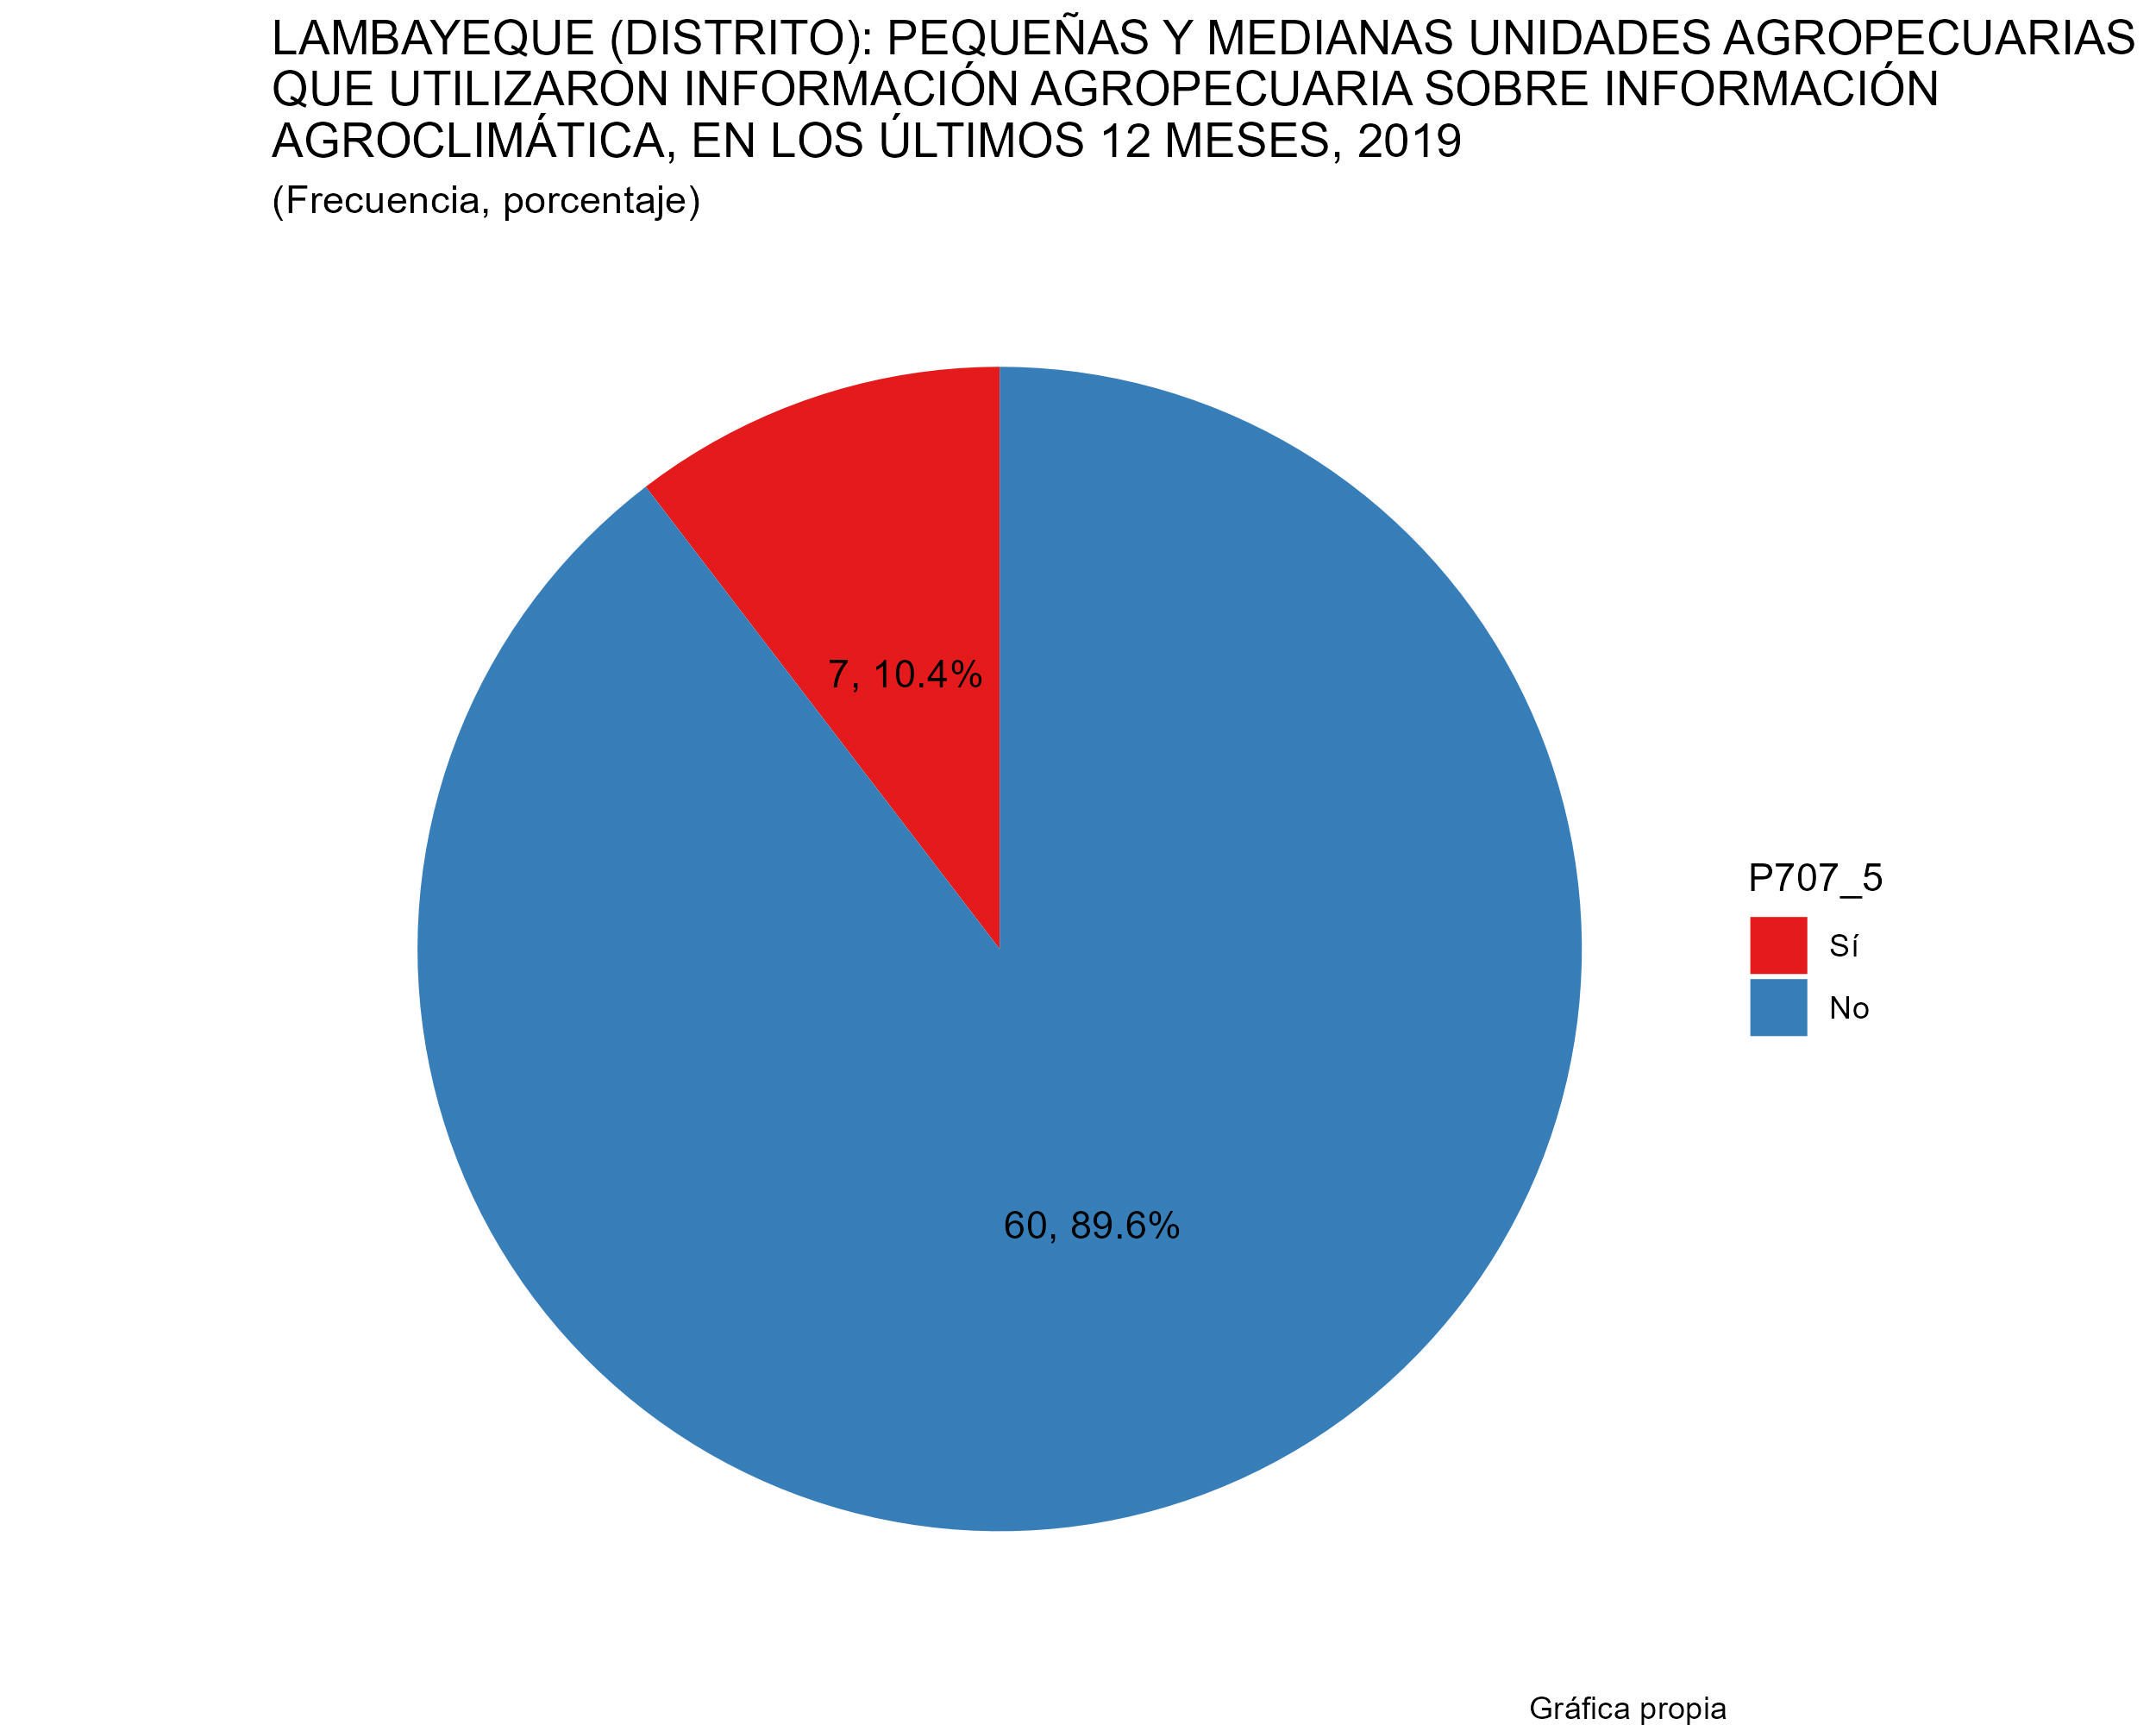 LAMBAYEQUE (DISTRITO): PEQUEÑAS Y MEDIANAS UNIDADES AGROPECUARIAS
QUE UTILIZARON INFORMACIÓN AGROPECUARIA SOBRE INFORMACIÓN
AGROCLIMÁTICA, EN LOS ÚLTIMOS 12 MESES, 2019
(Frecuencia, porcentaje)
7, 10.4%
P707_5
Sí
No
60, 89.6%
Gráfica propia